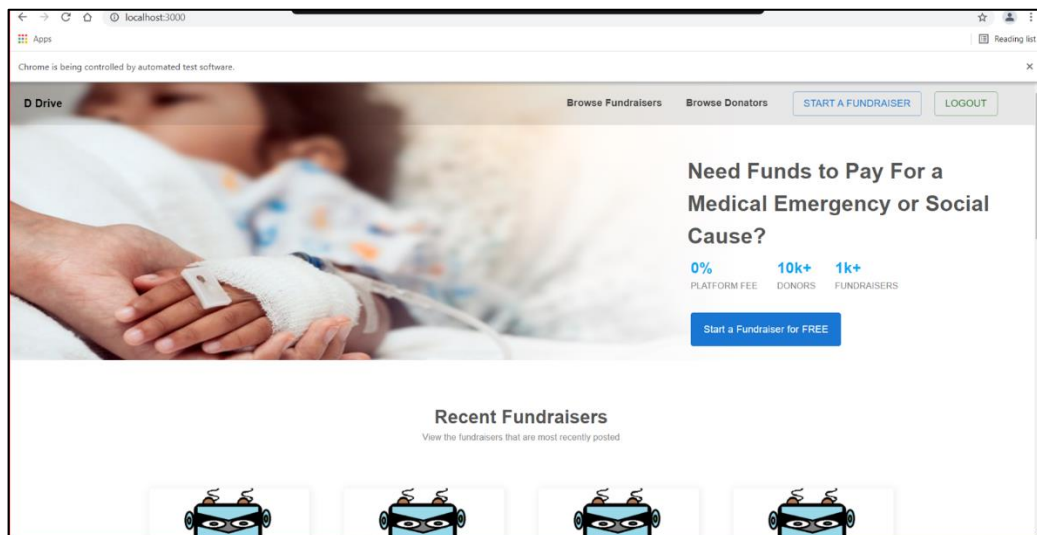 localhost:3000
Apps
Reading list
Chrome is being controlled by automated test software.
D Drive
Browse Fundraisers
Browse Donators
START A FUNDRAISER
LOGOUT
Need Funds to Pay For a
Medical Emergency or Social
Cause?
0% 10k+ 1k+
PLATFORM FEE DONORS FUNDRAISERS
Start a Fundraiser for FREE
Recent Fundraisers
View the fundraisers that are most recently posted